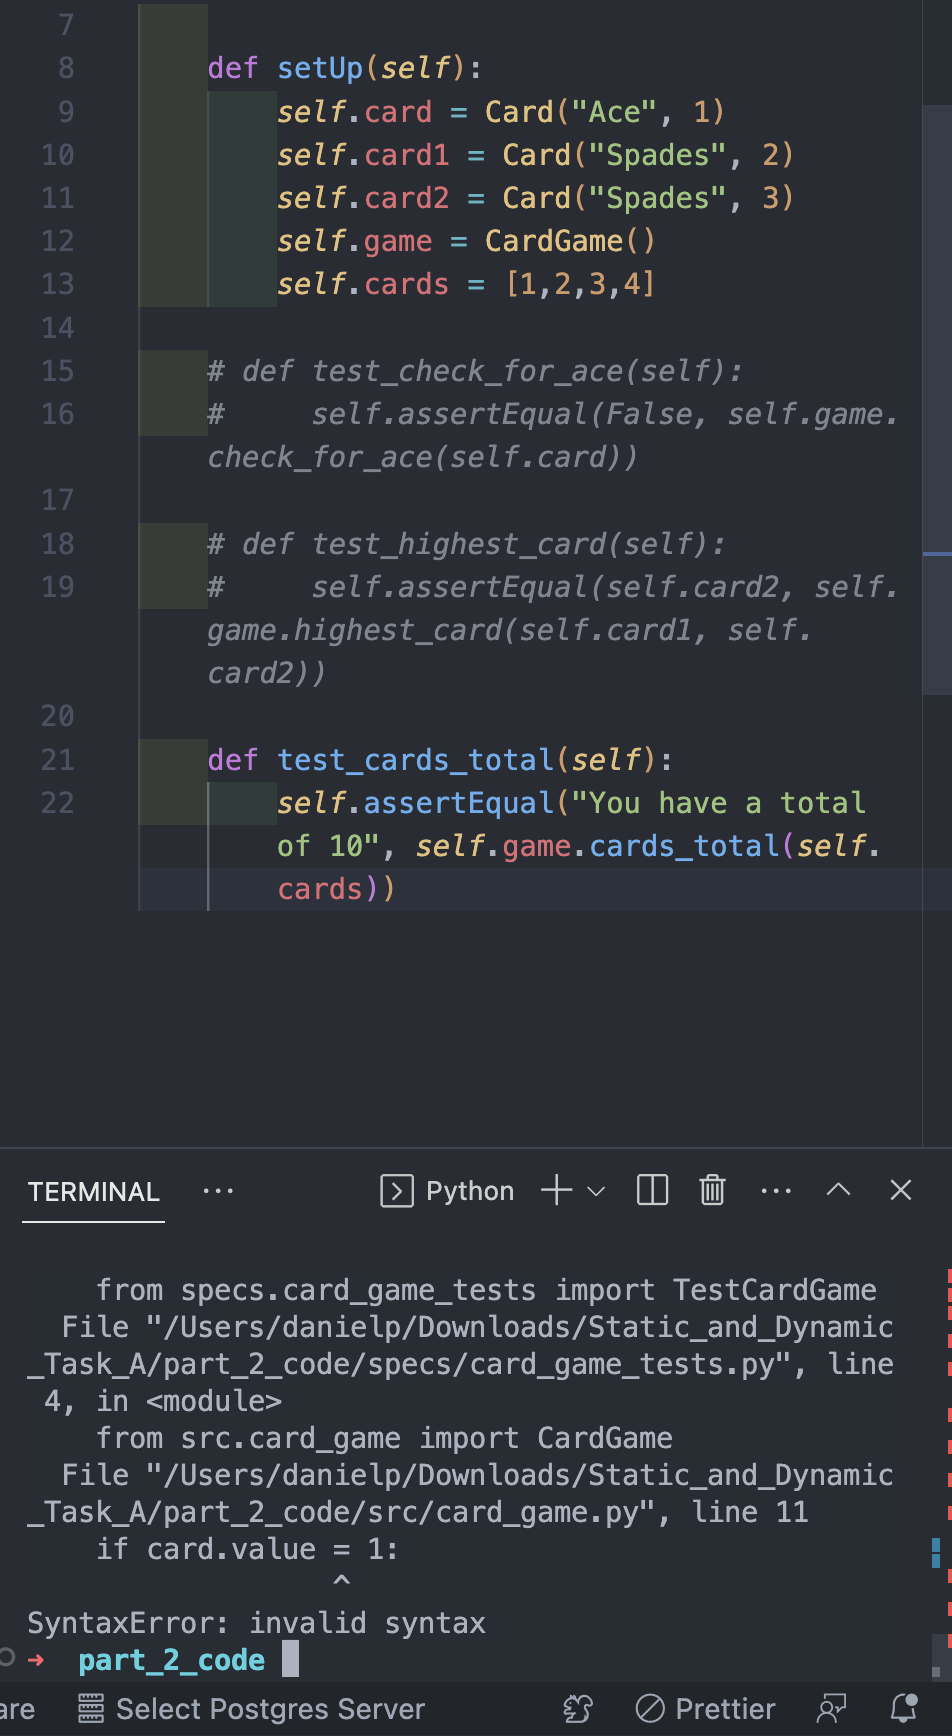 7
8 def setUp(self):
9 self.card = Card("Ace", 1)
10 self.card1 = Card("Spades", 2)
11 self.card2 = Card("Spades", 3)
12 self.game = CardGame()
13 self.cards = [1,2,3,4]
14
15 # def test_check_for_ace(self):
16 #     self.assertEqual(False, self.game.
check_for_ace(self.card))
17
18 # def test_highest_card(self):
19 #     self.assertEqual(self.card2, self.
game.highest_card(self.card1, self.
card2))
20
21 def test_cards_total(self):
22 self.assertEqual("You have a total
of 10", self.game.cards_total(self.
cards))
TERMINAL ··· Python
    from specs.card_game_tests import TestCardGame
  File "/Users/danielp/Downloads/Static_and_Dynamic
_Task_A/part_2_code/specs/card_game_tests.py", line
 4, in <module>
    from src.card_game import CardGame
  File "/Users/danielp/Downloads/Static_and_Dynamic
_Task_A/part_2_code/src/card_game.py", line 11
    if card.value = 1:
                  ^
SyntaxError: invalid syntax
➜ part_2_code
are Select Postgres Server Prettier